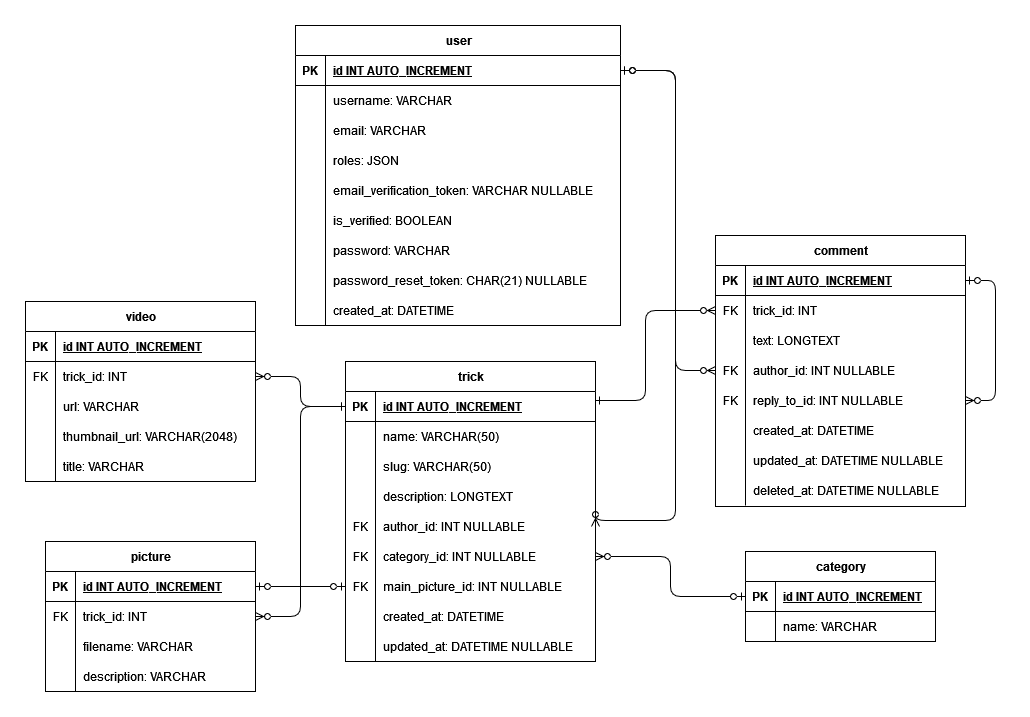 user
PK id INT AUTO_INCREMENT
username: VARCHAR
email: VARCHAR
roles: JSON
email_verification_token: VARCHAR NULLABLE
is_verified: BOOLEAN
password: VARCHAR
password_reset_token: CHAR(21) NULLABLE
created_at: DATETIME
comment
PK id INT AUTO_INCREMENT
FK trick_id: INT
text: LONGTEXT
FK author_id: INT NULLABLE
FK reply_to_id: INT NULLABLE
created_at: DATETIME
updated_at: DATETIME NULLABLE
deleted_at: DATETIME NULLABLE
video
PK id INT AUTO_INCREMENT
FK trick_id: INT
url: VARCHAR
thumbnail_url: VARCHAR(2048)
title: VARCHAR
trick
PK id INT AUTO_INCREMENT
name: VARCHAR(50)
slug: VARCHAR(50)
description: LONGTEXT
FK author_id: INT NULLABLE
FK category_id: INT NULLABLE
FK main_picture_id: INT NULLABLE
created_at: DATETIME
updated_at: DATETIME NULLABLE
picture
PK id INT AUTO_INCREMENT
FK trick_id: INT
filename: VARCHAR
description: VARCHAR
category
PK id INT AUTO_INCREMENT
name: VARCHAR